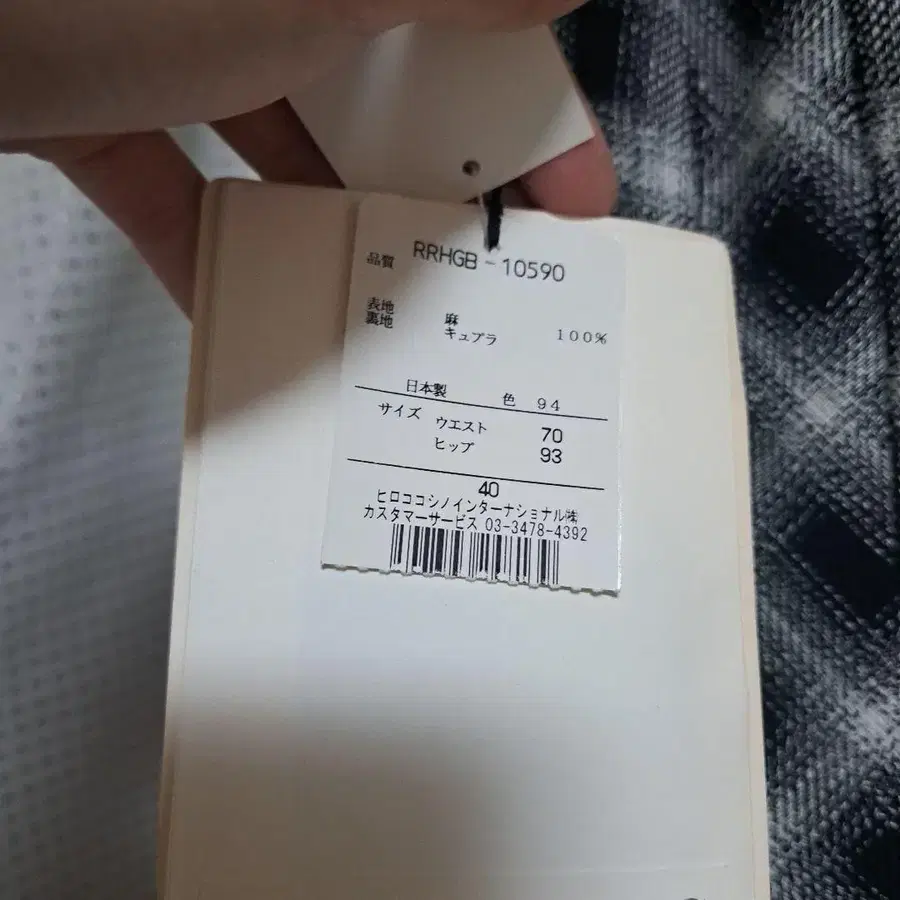 品質 RRHGB-10590
表地 麻 100%
裏地 キュプラ
日本製 色 94
サイズ ウエスト 70
ヒップ 93
40
ヒロココシノインターナショナル㈱
カスタマーサービス 03-3478-4392